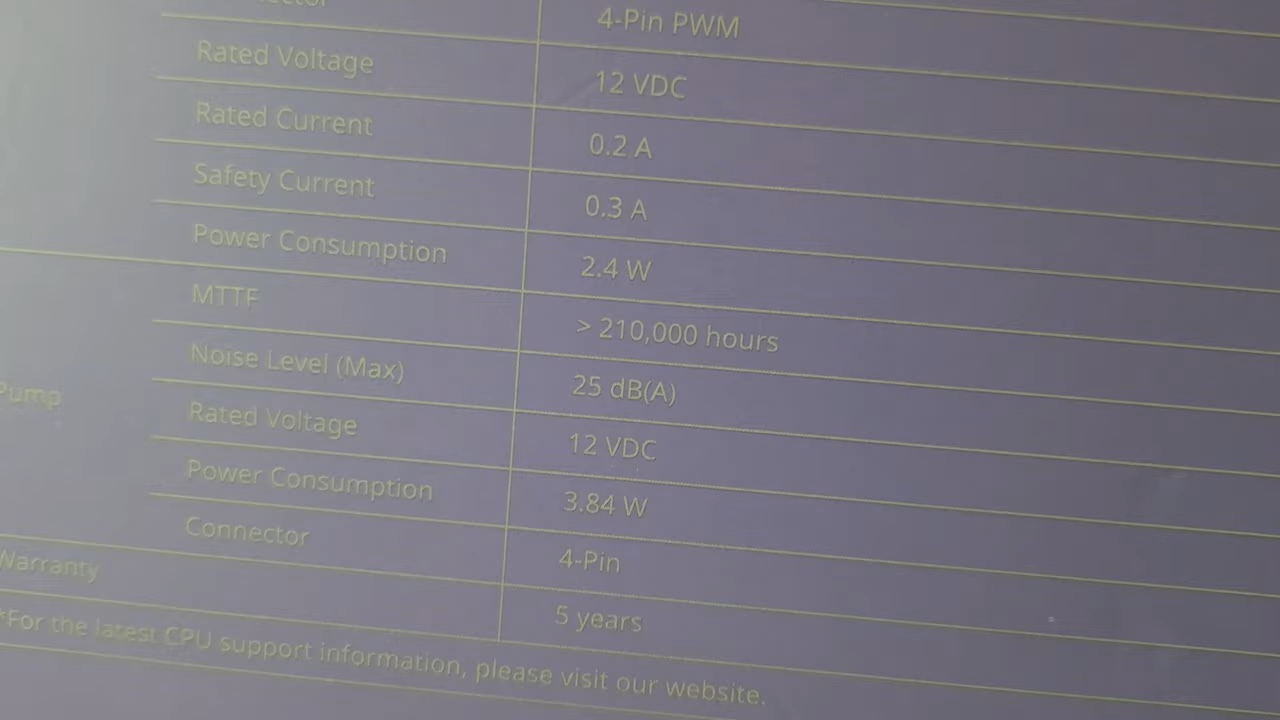 4-Pin PWM
Rated Voltage 12 VDC
Rated Current 0.2 A
Safety Current 0.3 A
Power Consumption 2.4 W
MTTF > 210,000 hours
Noise Level (Max) 25 dB(A)
Pump
Rated Voltage 12 VDC
Power Consumption 3.84 W
Connector 4-Pin
Warranty 5 years
*For the latest CPU support information, please visit our website.